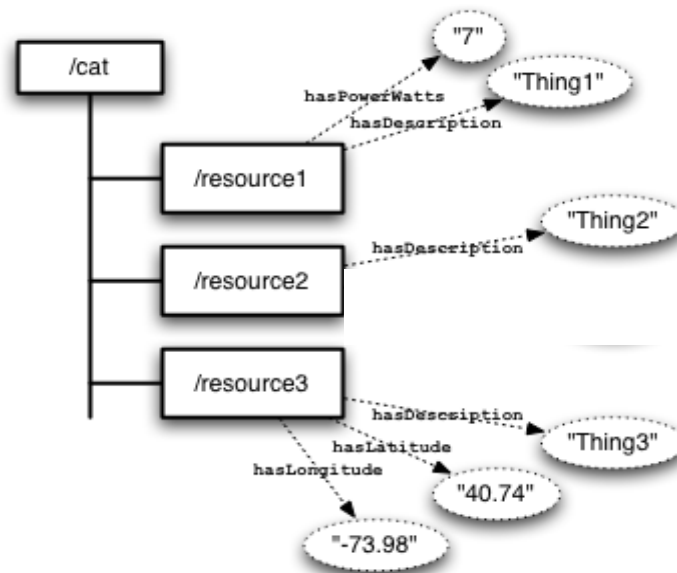 /cat
"7"
"Thing1"
hasPowerWatts
hasDescription
/resource1
"Thing2"
hasDescription
/resource2
/resource3
hasDescription
"Thing3"
hasLatitude
hasLongitude
"40.74"
"-73.98"